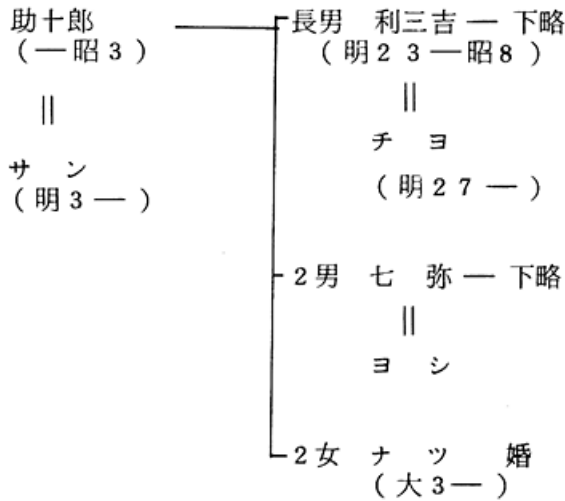 助十郎
(—昭3)
||
サン
(明3—)
長男 利三吉 — 下略
(明23—昭8)
||
チヨ
(明27—)
2男 七弥 — 下略
||
ヨシ
2女 ナツ 婚
(大3—)